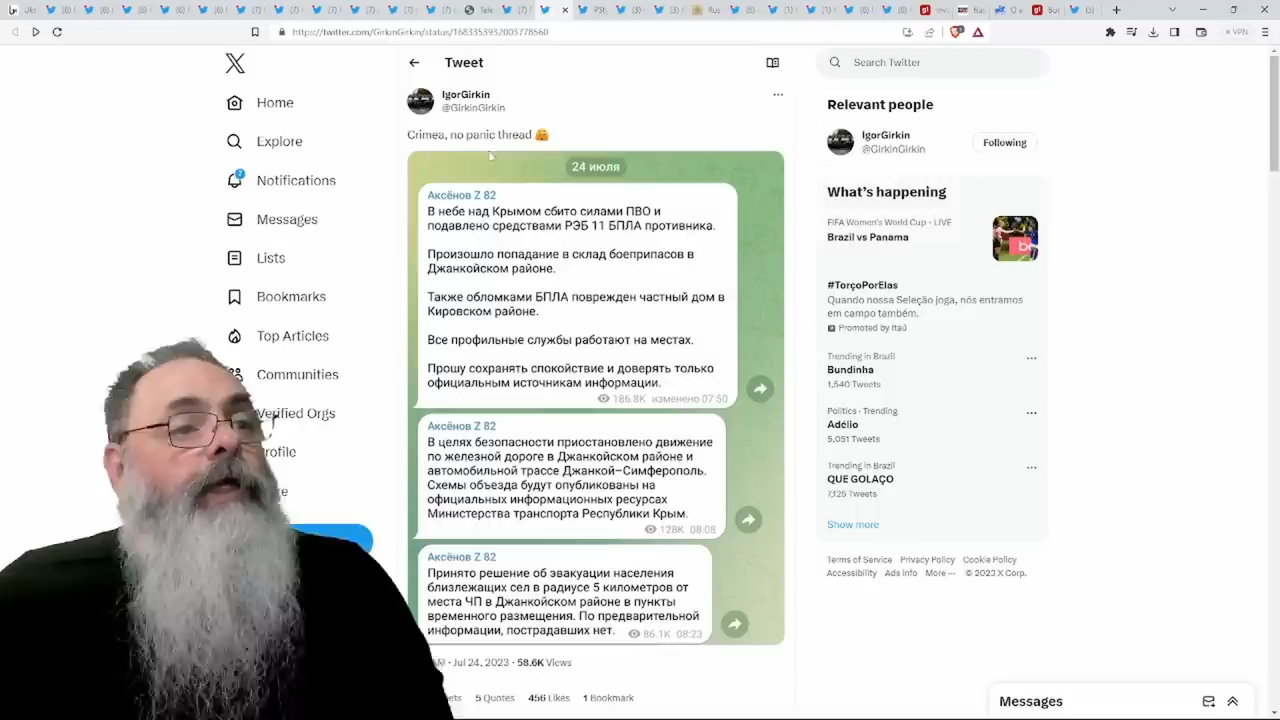 https://twitter.com/GirkinGirkin/status/1683353932003778560
VPN
Home
Explore
Notifications
Messages
Lists
Bookmarks
Top Articles
Communities
Verified Orgs
Tweet
IgorGirkin
@GirkinGirkin
Crimea, no panic thread 🤗
24 июля
Аксёнов Z 82
В небе над Крымом сбито силами ПВО и
подавлено средствами РЭБ 11 БПЛА противника.
Произошло попадание в склад боеприпасов в
Джанкойском районе.
Также обломками БПЛА поврежден частный дом в
Кировском районе.
Все профильные службы работают на местах.
Прошу сохранять спокойствие и доверять только
официальным источникам информации.
186.8K изменено 07:50
Аксёнов Z 82
В целях безопасности приостановлено движение
по железной дороге в Джанкойском районе и
автомобильной трассе Джанкой–Симферополь.
Схемы объезда будут опубликованы на
официальных информационных ресурсах
Министерства транспорта Республики Крым.
128K 08:08
Аксёнов Z 82
Принято решение об эвакуации населения
близлежащих сел в радиусе 5 километров от
места ЧП в Джанкойском районе в пункты
временного размещения. По предварительной
информации, пострадавших нет. 86.1K 08:23
· Jul 24, 2023 · 58.6K Views
5 Quotes 456 Likes 1 Bookmark
Search Twitter
Relevant people
IgorGirkin
@GirkinGirkin
Following
What's happening
FIFA Women's World Cup · LIVE
Brazil vs Panama
#TorçoPorElas
Quando nossa Seleção joga, nós entramos
em campo também.
Promoted by Itaú
Trending in Brazil
Bundinha
1,540 Tweets
Politics · Trending
Adélio
5,051 Tweets
Trending in Brazil
QUE GOLAÇO
7,125 Tweets
Show more
Terms of Service Privacy Policy Cookie Policy
Accessibility Ads info More ··· © 2023 X Corp.
Messages